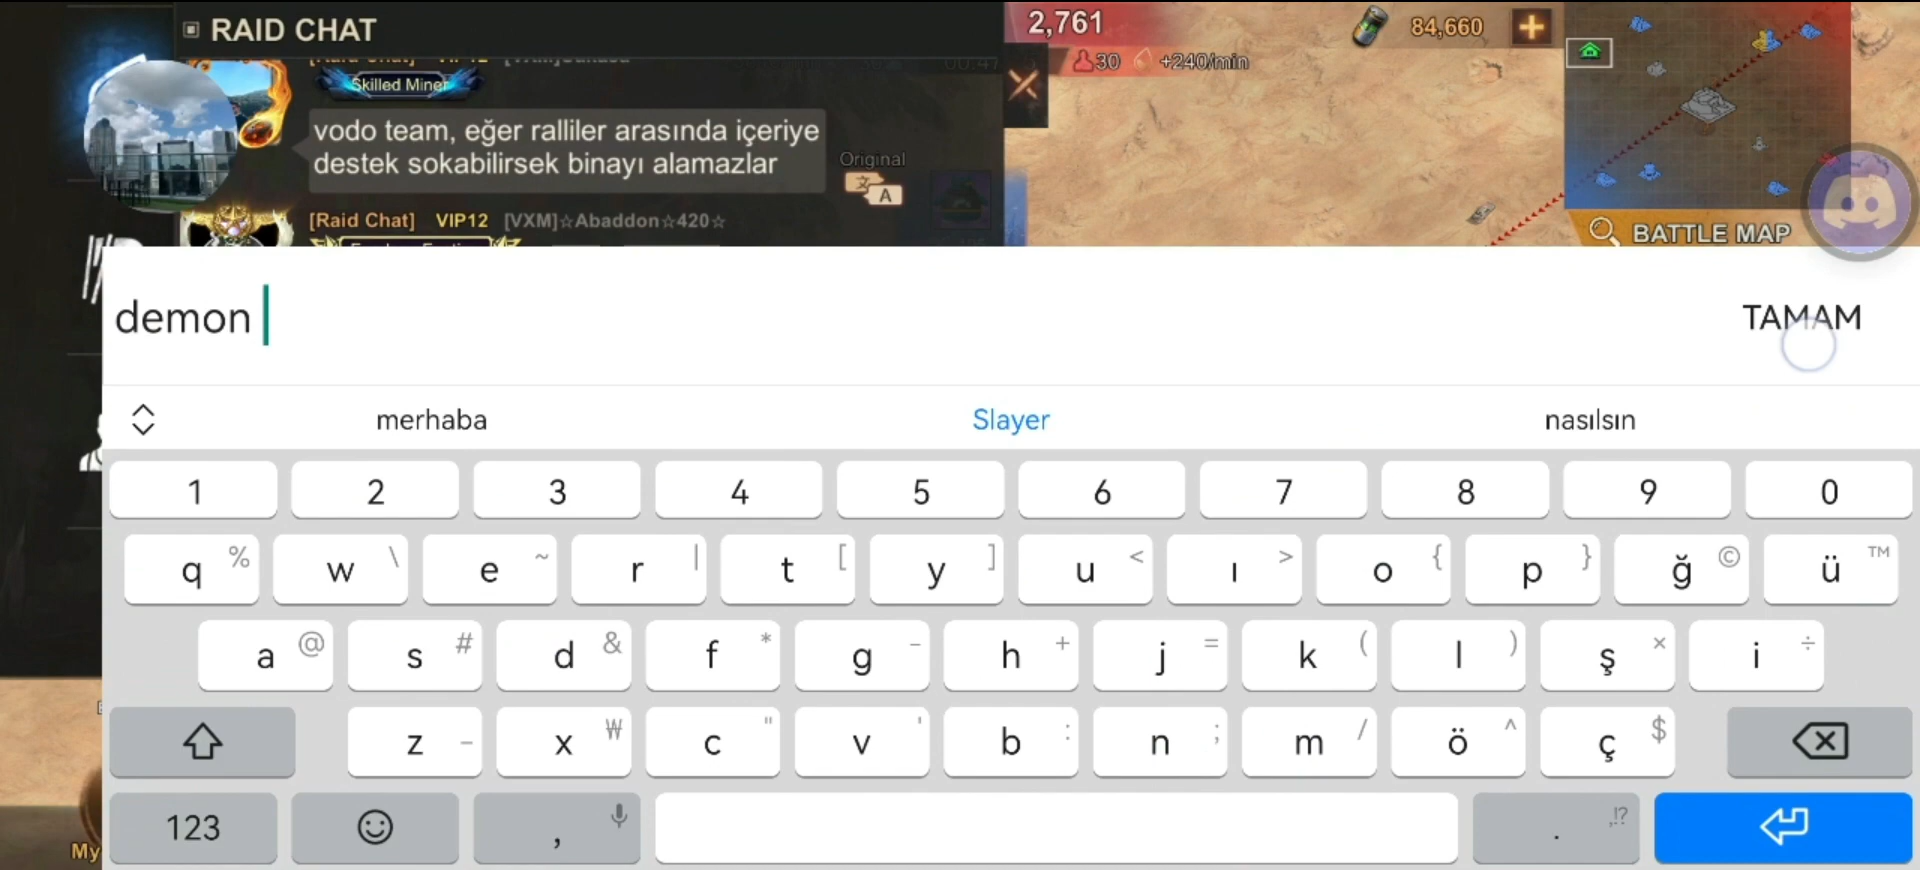 RAID CHAT
2,761
84,660
30
+240/min
Skilled Miner
vodo team, eğer ralliler arasında içeriye
destek sokabilirsek binayı alamazlar
Original
A
[Raid Chat] VIP12 [VXM]☆Abaddon☆420☆
BATTLE MAP
demon
TAMAM
merhaba
Slayer
nasılsın
1 2 3 4 5 6 7 8 9 0
q % w \ e ~ r | t [ y ] u < ı > o { p } ğ © ü ™
a @ s # d & f * g - h + j = k ( l ) ş × i ÷
z – x ₩ c " v ' b : n ; m / ö ^ ç $
123 , . ,!?
My